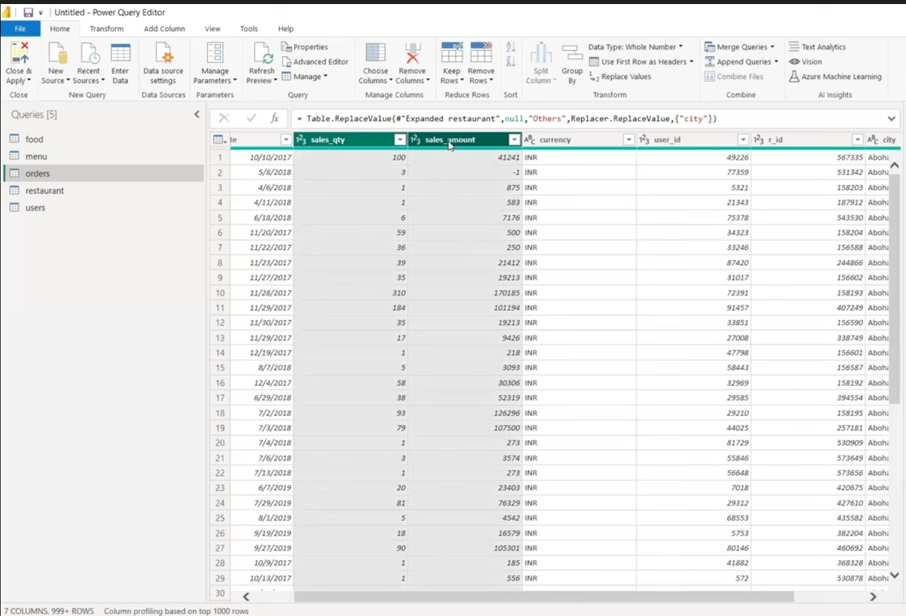 Untitled - Power Query Editor
File Home Transform Add Column View Tools Help
Close & Apply
New Source
Recent Sources
Enter Data
Data source settings
Manage Parameters
Refresh Preview
Properties
Advanced Editor
Manage
Choose Columns
Remove Columns
Keep Rows
Remove Rows
Split Column
Group By
Data Type: Whole Number
Use First Row as Headers
Replace Values
Merge Queries
Append Queries
Combine Files
Text Analytics
Vision
Azure Machine Learning
Close New Query Data Sources Parameters Query Manage Columns Reduce Rows Sort Transform Combine AI Insights
Queries [5]
food
menu
orders
restaurant
users
= Table.ReplaceValue(#"Expanded restaurant",null,"Others",Replacer.ReplaceValue,{"city"})
te sales_qty sales_amount currency user_id r_id city
1 10/10/2017 100 41241 INR 49226 567335 Aboha
2 5/8/2018 3 -1 INR 77359 531342 Aboha
3 4/6/2018 1 875 INR 5321 158203 Aboha
4 4/11/2018 1 583 INR 21343 187912 Aboha
5 6/18/2018 6 7176 INR 75378 543530 Aboha
6 11/20/2017 59 500 INR 34323 158204 Aboha
7 11/22/2017 36 250 INR 33246 156588 Aboha
8 11/23/2017 39 21412 INR 87420 244866 Aboha
9 11/27/2017 35 19213 INR 31017 156602 Aboha
10 11/28/2017 310 170185 INR 72391 158193 Aboha
11 11/29/2017 184 101194 INR 91457 407249 Aboha
12 11/30/2017 35 19213 INR 33851 156590 Aboha
13 11/29/2017 17 9426 INR 27008 338749 Aboha
14 12/19/2017 1 218 INR 47798 156601 Aboha
15 8/7/2018 5 3093 INR 58443 156587 Aboha
16 12/4/2017 58 30306 INR 32969 158192 Aboha
17 6/29/2018 38 52319 INR 29585 394554 Aboha
18 7/2/2018 93 126296 INR 29210 158195 Aboha
19 7/3/2018 79 107500 INR 44025 257181 Aboha
20 7/4/2018 1 273 INR 81729 530909 Aboha
21 7/6/2018 3 3574 INR 55846 573649 Aboha
22 7/13/2018 1 273 INR 56648 573656 Aboha
23 6/7/2019 20 23403 INR 7018 420675 Aboha
24 7/29/2019 81 76329 INR 29312 427610 Aboha
25 8/1/2019 5 4542 INR 68553 435582 Aboha
26 9/19/2019 18 16579 INR 5753 382204 Aboha
27 9/27/2019 90 105301 INR 80146 460692 Aboha
28 10/9/2017 1 185 INR 41882 368328 Aboha
29 10/13/2017 1 556 INR 572 530878 Aboha
30
7 COLUMNS, 999+ ROWS Column profiling based on top 1000 rows